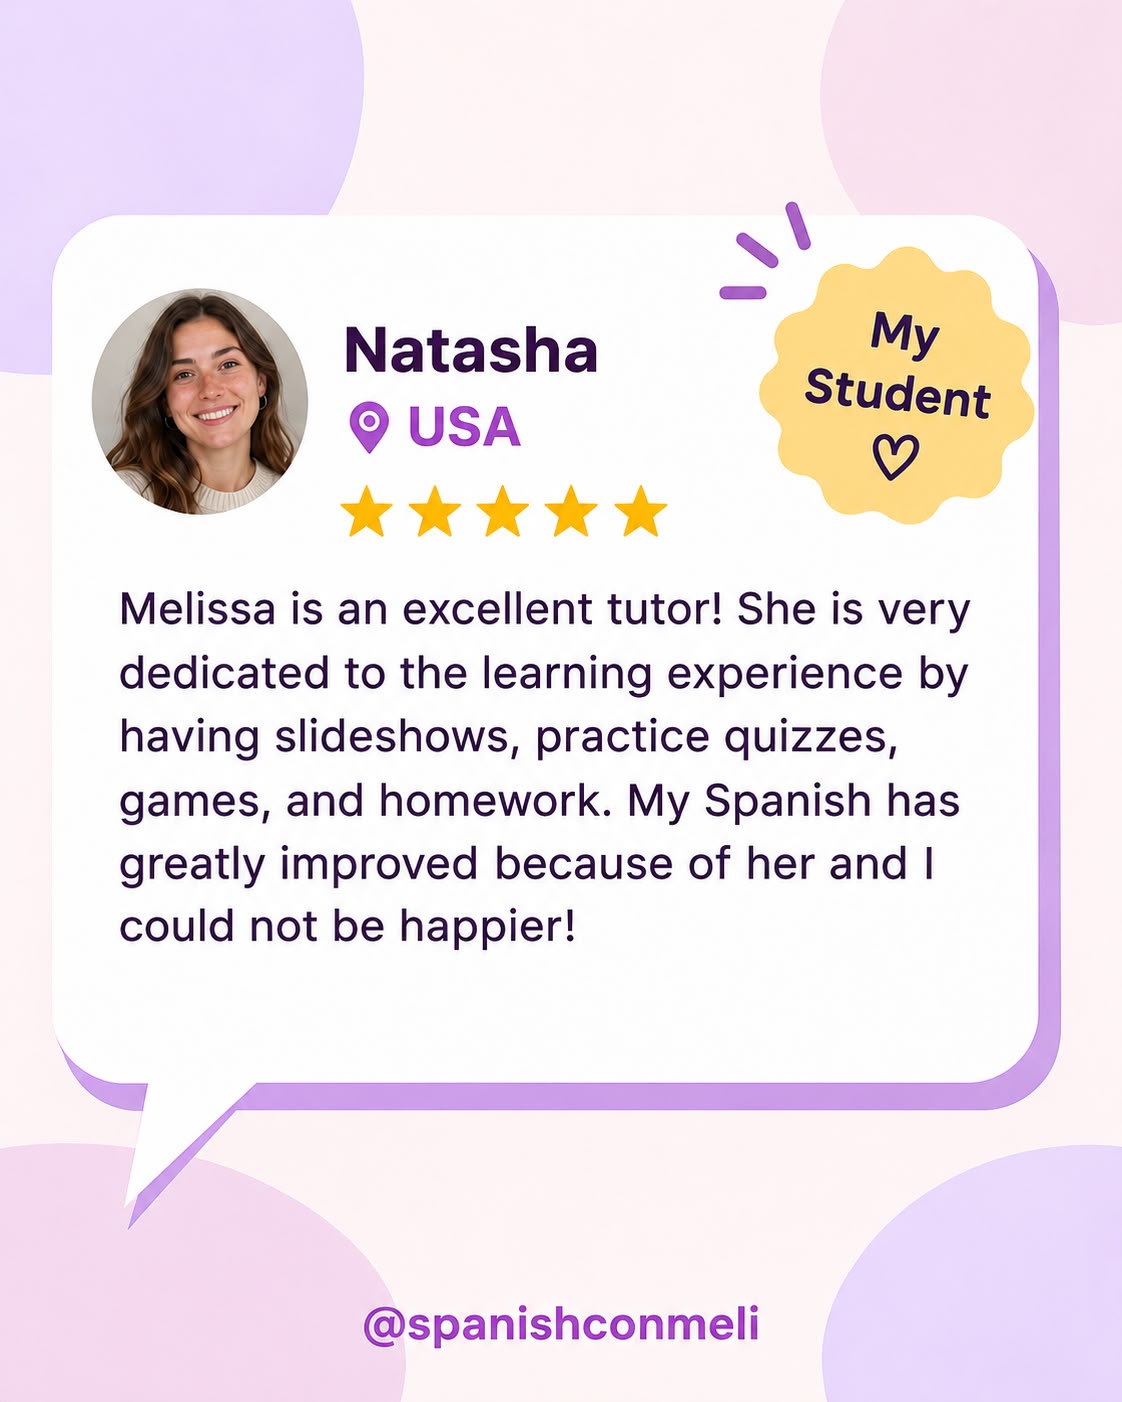 Natasha
USA
My
Student
Melissa is an excellent tutor! She is very
dedicated to the learning experience by
having slideshows, practice quizzes,
games, and homework. My Spanish has
greatly improved because of her and I
could not be happier!
@spanishconmeli